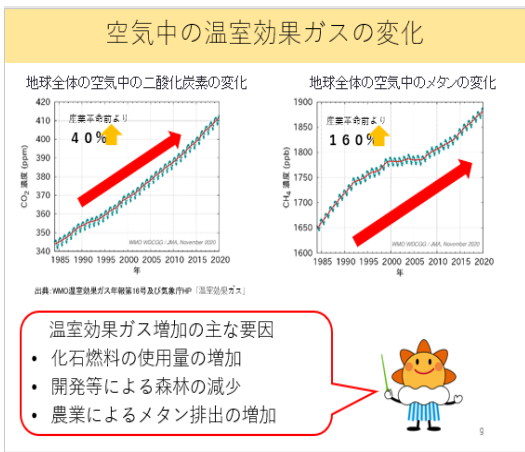 空気中の温室効果ガスの変化
地球全体の空気中の二酸化炭素の変化
420
410
400
390
380
370
360
350
340
CO₂ 濃度 (ppm)
産業革命前より
40%
WMO WDCGG / JMA, November 2020
1985 1990 1995 2000 2005 2010 2015 2020
年
地球全体の空気中のメタンの変化
1900
1850
1800
1750
1700
1650
1600
CH₄ 濃度 (ppb)
産業革命前より
160%
WMO WDCGG / JMA, November 2020
1985 1990 1995 2000 2005 2010 2015 2020
年
出典:WMO温室効果ガス年報第16号及び気象庁HP「温室効果ガス」
温室効果ガス増加の主な要因
• 化石燃料の使用量の増加
• 開発等による森林の減少
• 農業によるメタン排出の増加
9